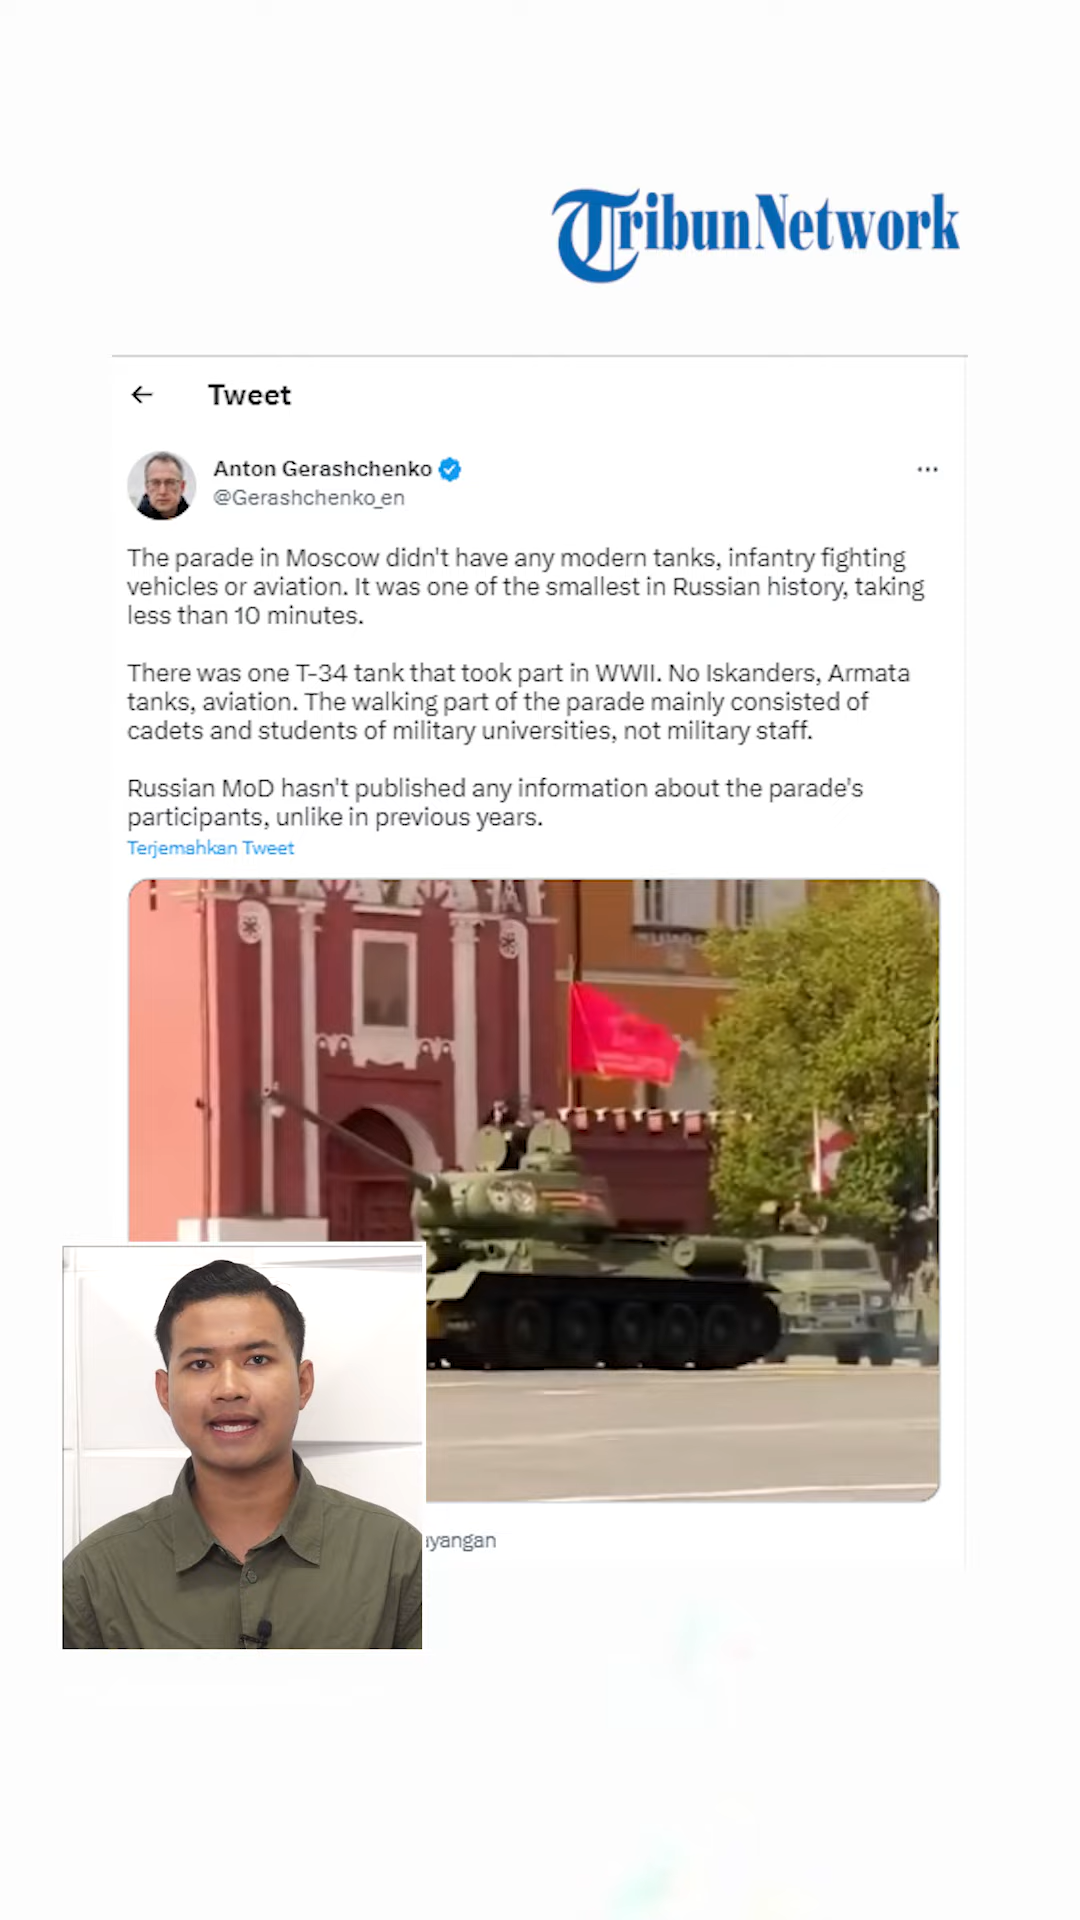 TribunNetwork
Tweet
Anton Gerashchenko
@Gerashchenko_en
The parade in Moscow didn't have any modern tanks, infantry fighting
vehicles or aviation. It was one of the smallest in Russian history, taking
less than 10 minutes.
There was one T-34 tank that took part in WWII. No Iskanders, Armata
tanks, aviation. The walking part of the parade mainly consisted of
cadets and students of military universities, not military staff.
Russian MoD hasn't published any information about the parade's
participants, unlike in previous years.
Terjemahkan Tweet